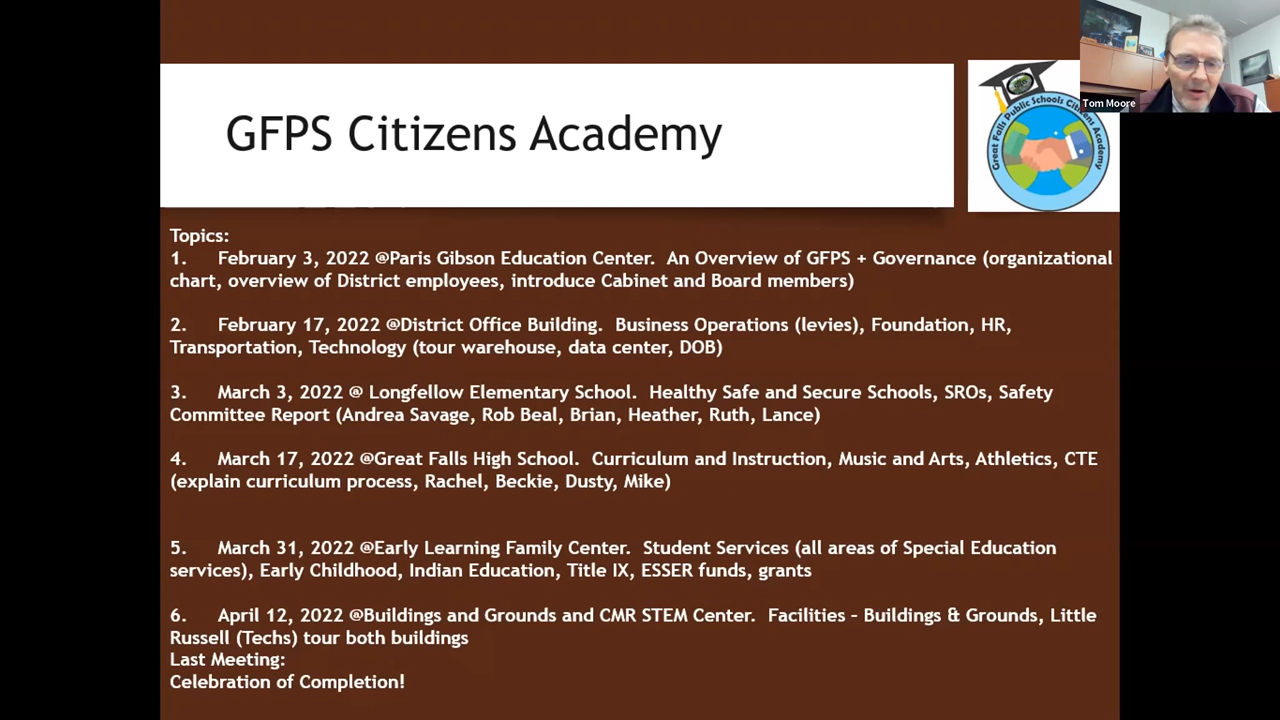 GFPS Citizens Academy
Great Falls Public Schools Citizens Academy
Tom Moore
Topics:
1. February 3, 2022 @Paris Gibson Education Center. An Overview of GFPS + Governance (organizational
chart, overview of District employees, introduce Cabinet and Board members)
2. February 17, 2022 @District Office Building. Business Operations (levies), Foundation, HR,
Transportation, Technology (tour warehouse, data center, DOB)
3. March 3, 2022 @ Longfellow Elementary School. Healthy Safe and Secure Schools, SROs, Safety
Committee Report (Andrea Savage, Rob Beal, Brian, Heather, Ruth, Lance)
4. March 17, 2022 @Great Falls High School. Curriculum and Instruction, Music and Arts, Athletics, CTE
(explain curriculum process, Rachel, Beckie, Dusty, Mike)
5. March 31, 2022 @Early Learning Family Center. Student Services (all areas of Special Education
services), Early Childhood, Indian Education, Title IX, ESSER funds, grants
6. April 12, 2022 @Buildings and Grounds and CMR STEM Center. Facilities – Buildings & Grounds, Little
Russell (Techs) tour both buildings
Last Meeting:
Celebration of Completion!